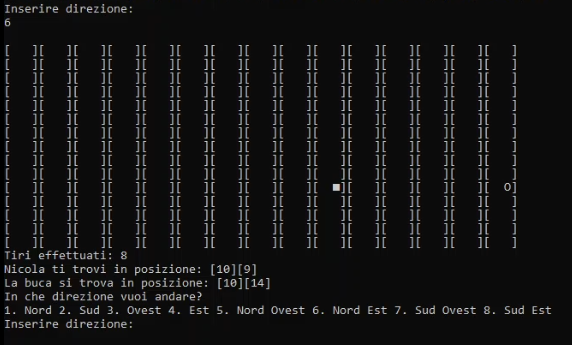 Inserire direzione:
6
[   ][   ][   ][   ][   ][   ][   ][   ][   ][   ][   ][   ][   ][   ][   ]
[   ][   ][   ][   ][   ][   ][   ][   ][   ][   ][   ][   ][   ][   ][   ]
[   ][   ][   ][   ][   ][   ][   ][   ][   ][   ][   ][   ][   ][   ][   ]
[   ][   ][   ][   ][   ][   ][   ][   ][   ][   ][   ][   ][   ][   ][   ]
[   ][   ][   ][   ][   ][   ][   ][   ][   ][   ][   ][   ][   ][   ][   ]
[   ][   ][   ][   ][   ][   ][   ][   ][   ][   ][   ][   ][   ][   ][   ]
[   ][   ][   ][   ][   ][   ][   ][   ][   ][   ][   ][   ][   ][   ][   ]
[   ][   ][   ][   ][   ][   ][   ][   ][   ][   ][   ][   ][   ][   ][   ]
[   ][   ][   ][   ][   ][   ][   ][   ][   ][   ][   ][   ][   ][   ][   ]
[   ][   ][   ][   ][   ][   ][   ][   ][   ][   ][   ][   ][   ][   ][   ]
[   ][   ][   ][   ][   ][   ][   ][   ][   ][  ■][   ][   ][   ][   ][  O]
[   ][   ][   ][   ][   ][   ][   ][   ][   ][   ][   ][   ][   ][   ][   ]
[   ][   ][   ][   ][   ][   ][   ][   ][   ][   ][   ][   ][   ][   ][   ]
[   ][   ][   ][   ][   ][   ][   ][   ][   ][   ][   ][   ][   ][   ][   ]
[   ][   ][   ][   ][   ][   ][   ][   ][   ][   ][   ][   ][   ][   ][   ]
Tiri effettuati: 8
Nicola ti trovi in posizione: [10][9]
La buca si trova in posizione: [10][14]
In che direzione vuoi andare?
1. Nord 2. Sud 3. Ovest 4. Est 5. Nord Ovest 6. Nord Est 7. Sud Ovest 8. Sud Est
Inserire direzione: